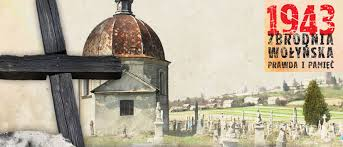 1943
ZBRODNIA
WOŁYŃSKA
PRAWDA I PAMIĘĆ